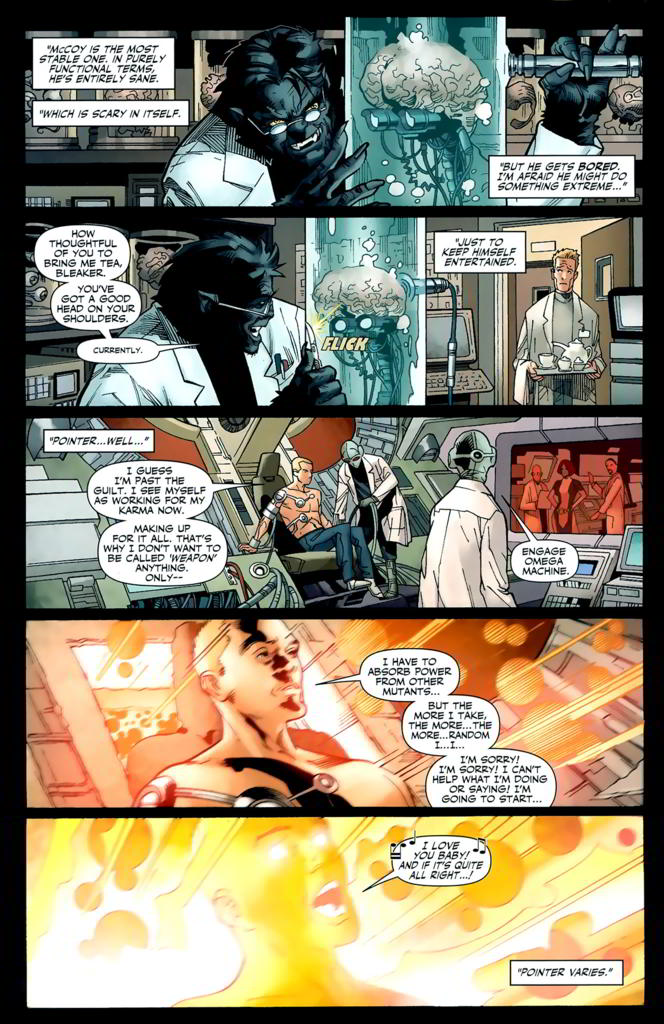 "McCOY IS THE MOST
STABLE ONE. IN PURELY
FUNCTIONAL TERMS,
HE'S ENTIRELY SANE.
"WHICH IS SCARY IN ITSELF.
"BUT HE GETS BORED.
I'M AFRAID HE MIGHT DO
SOMETHING EXTREME..."
HOW
THOUGHTFUL
OF YOU TO
BRING ME TEA,
BLEAKER.
YOU'VE
GOT A GOOD
HEAD ON YOUR
SHOULDERS.
CURRENTLY.
FLICK
"JUST TO
KEEP HIMSELF
ENTERTAINED.
"POINTER...WELL..."
I GUESS
I'M PAST THE
GUILT. I SEE MYSELF
AS WORKING FOR MY
KARMA NOW.
MAKING UP
FOR IT ALL. THAT'S
WHY I DON'T WANT TO
BE CALLED 'WEAPON'
ANYTHING.
ONLY--
ENGAGE
OMEGA
MACHINE.
I HAVE TO
ABSORB POWER
FROM OTHER
MUTANTS...
BUT THE
MORE I TAKE,
THE MORE...THE
MORE...RANDOM
I...I...
I'M SORRY!
I'M SORRY! I CAN'T
HELP WHAT I'M DOING
OR SAYING! I'M
GOING TO START...
I LOVE
YOU BABY!
AND IF IT'S QUITE
ALL RIGHT...!
"POINTER VARIES."